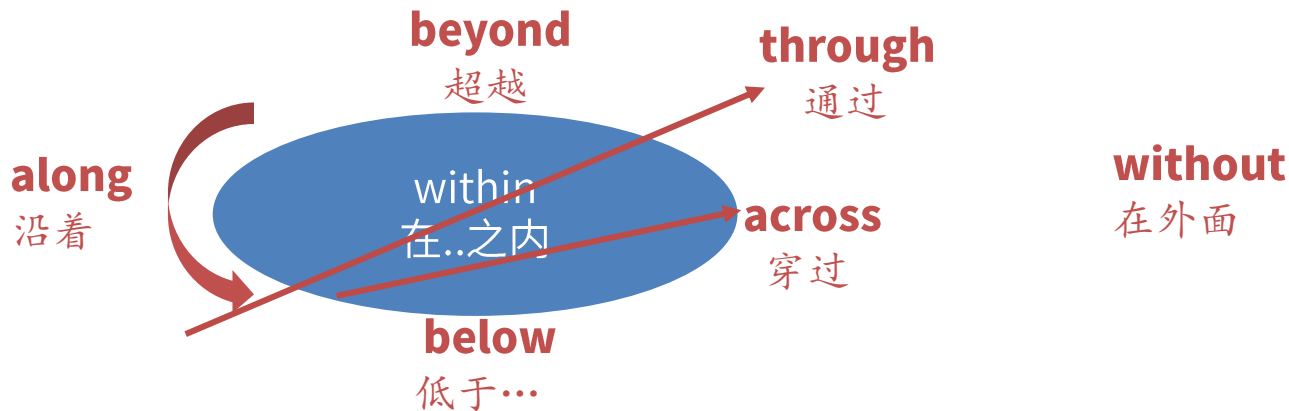 beyond
超越
through
通过
along
沿着
within
在..之内
across
穿过
without
在外面
below
低于…